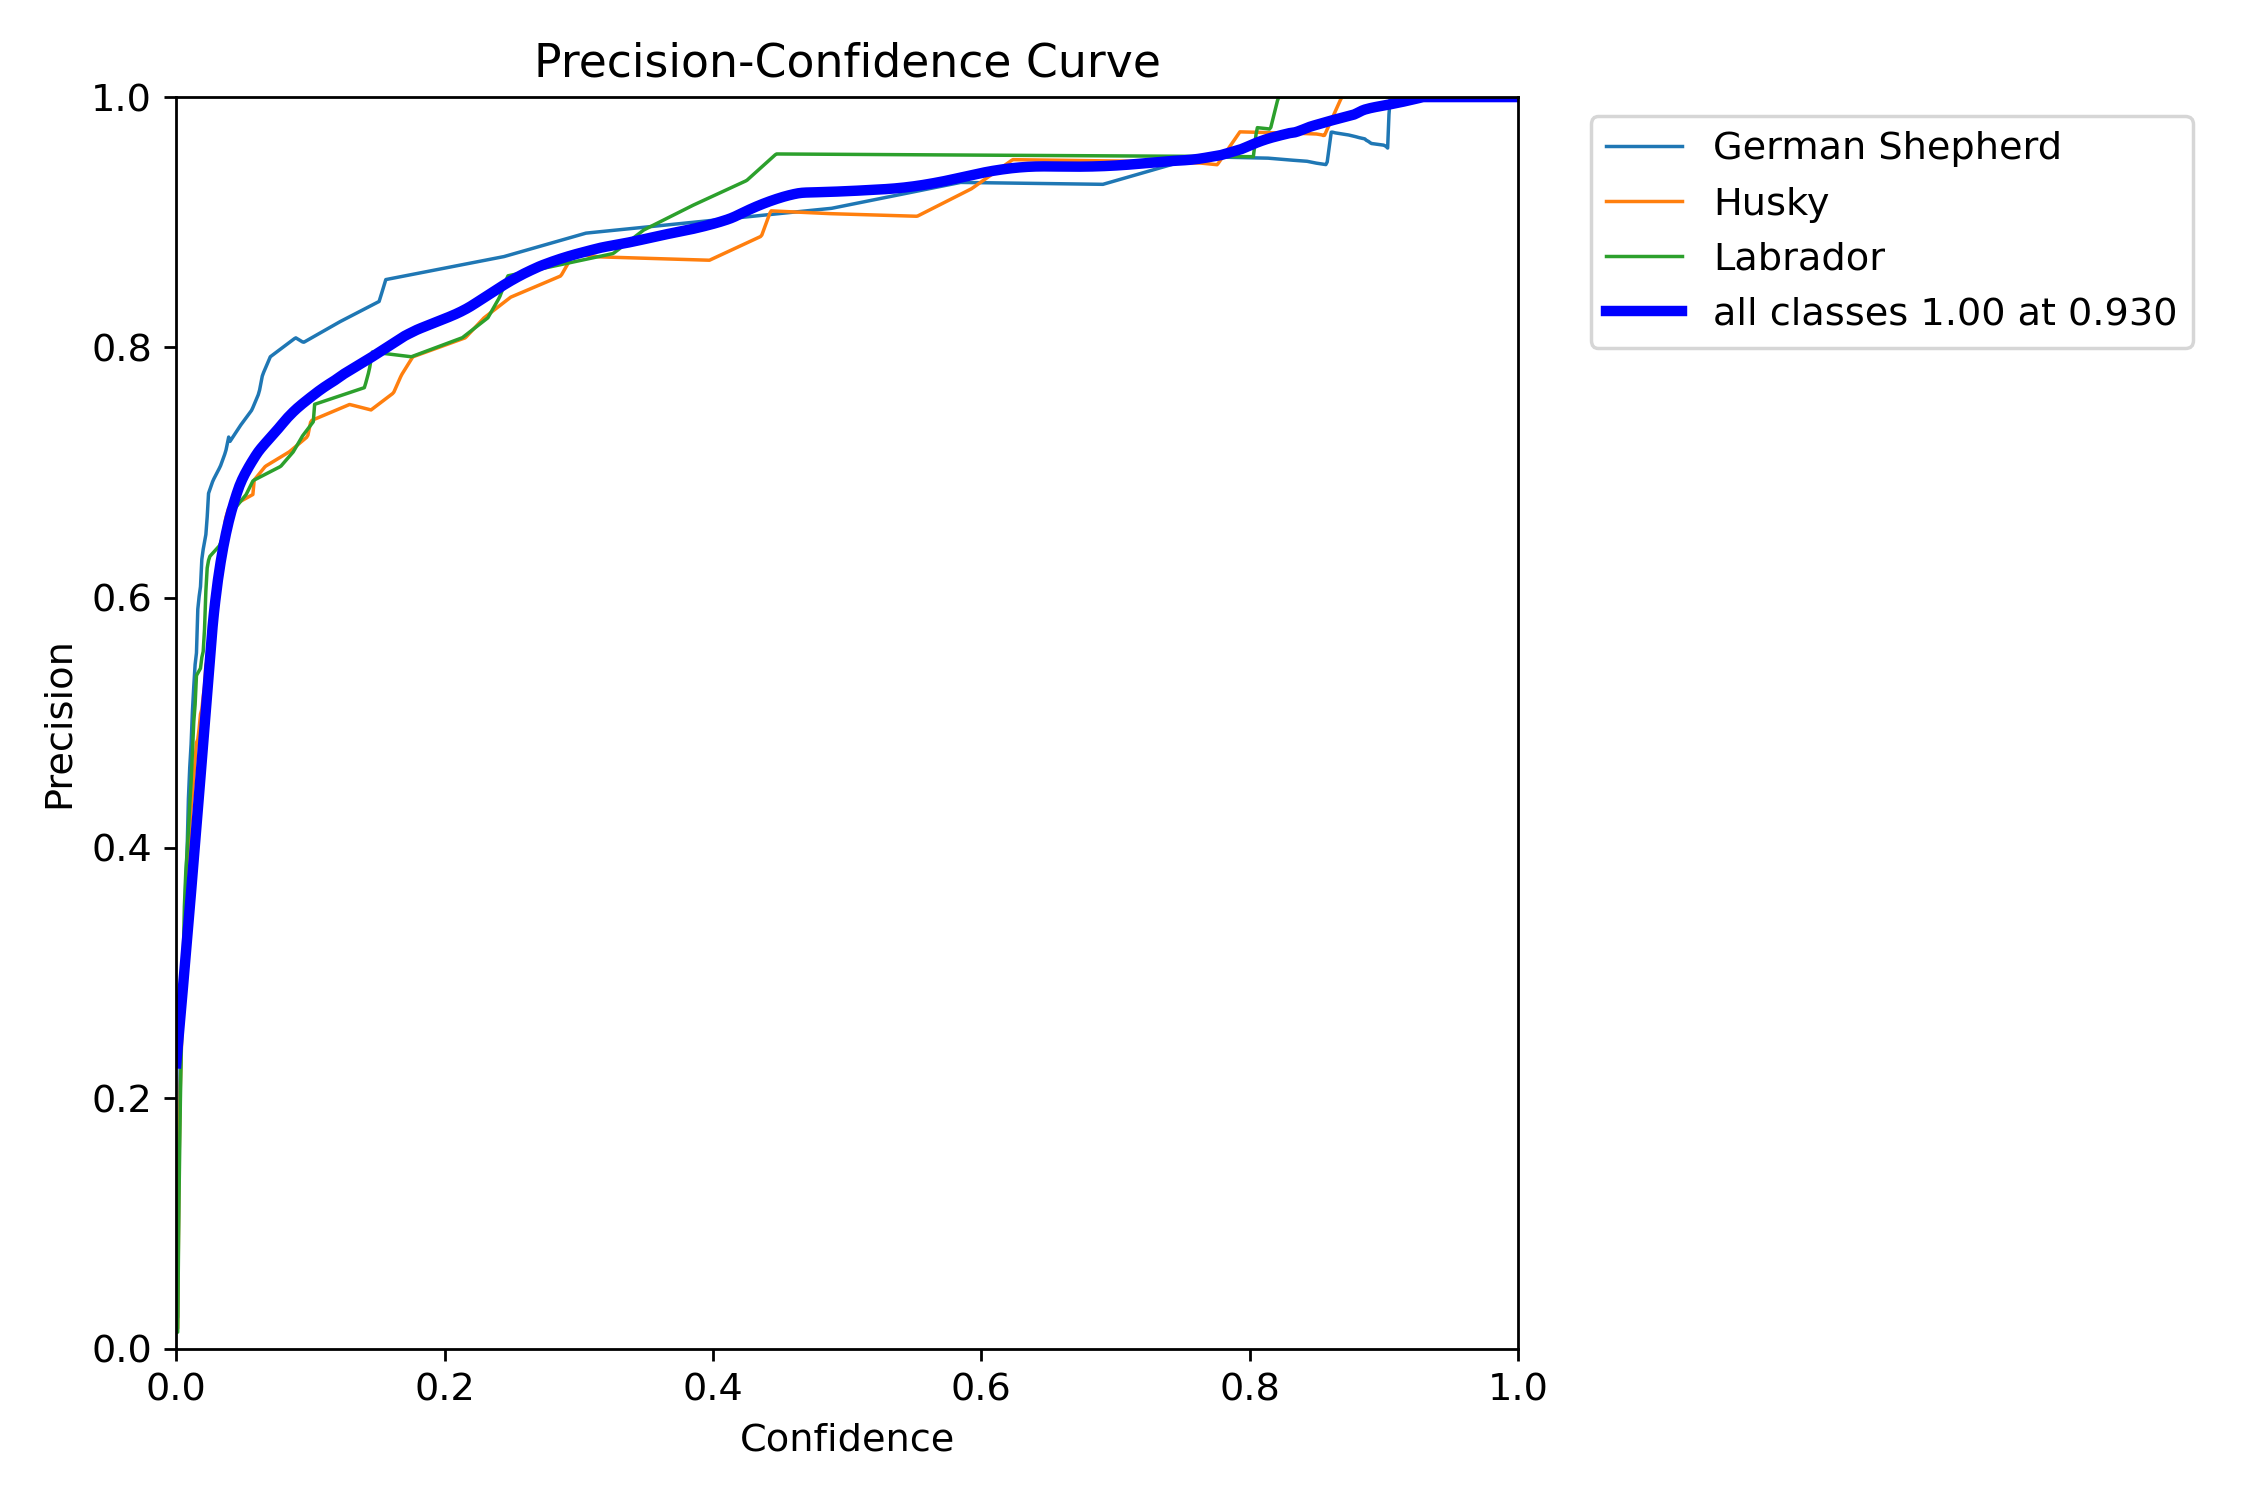 Precision-Confidence Curve
1.0
0.8
0.6
0.4
0.2
0.0
Precision
0.0 0.2 0.4 0.6 0.8 1.0
Confidence
German Shepherd
Husky
Labrador
all classes 1.00 at 0.930